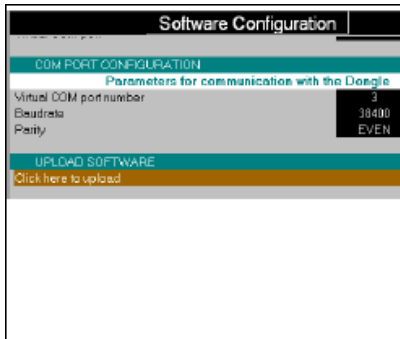 Software Configuration
COM PORT CONFIGURATION
Parameters for communication with the Dongle
Virtual COM port number 3
Baudrate 38400
Parity EVEN
UPLOAD SOFTWARE
Click here to upload